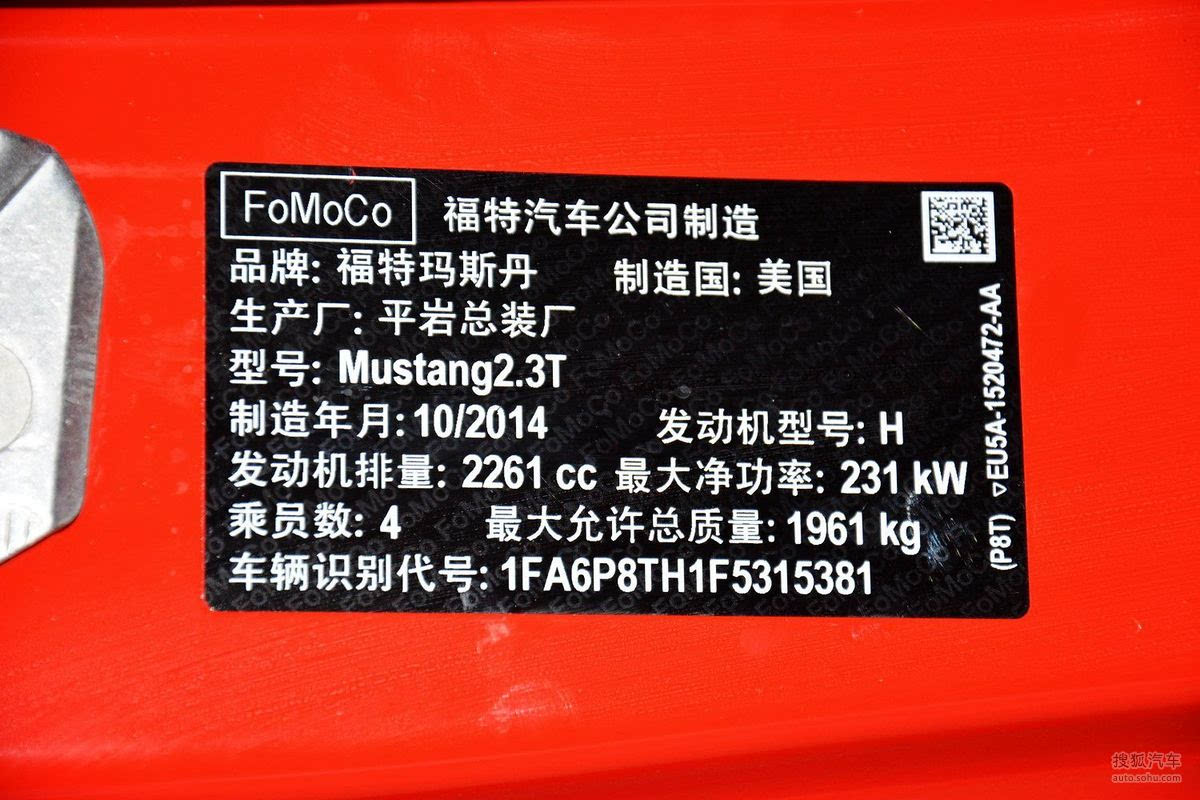 FoMoCo 福特汽车公司制造
品牌: 福特玛斯丹 制造国: 美国
生产厂: 平岩总装厂
型号: Mustang2.3T
制造年月: 10/2014 发动机型号: H
发动机排量: 2261 cc 最大净功率: 231 kW
乘员数: 4 最大允许总质量: 1961 kg
车辆识别代号: 1FA6P8TH1F5315381
(P8T) ▽EU5A-1520472-AA
搜狐汽车
auto.sohu.com